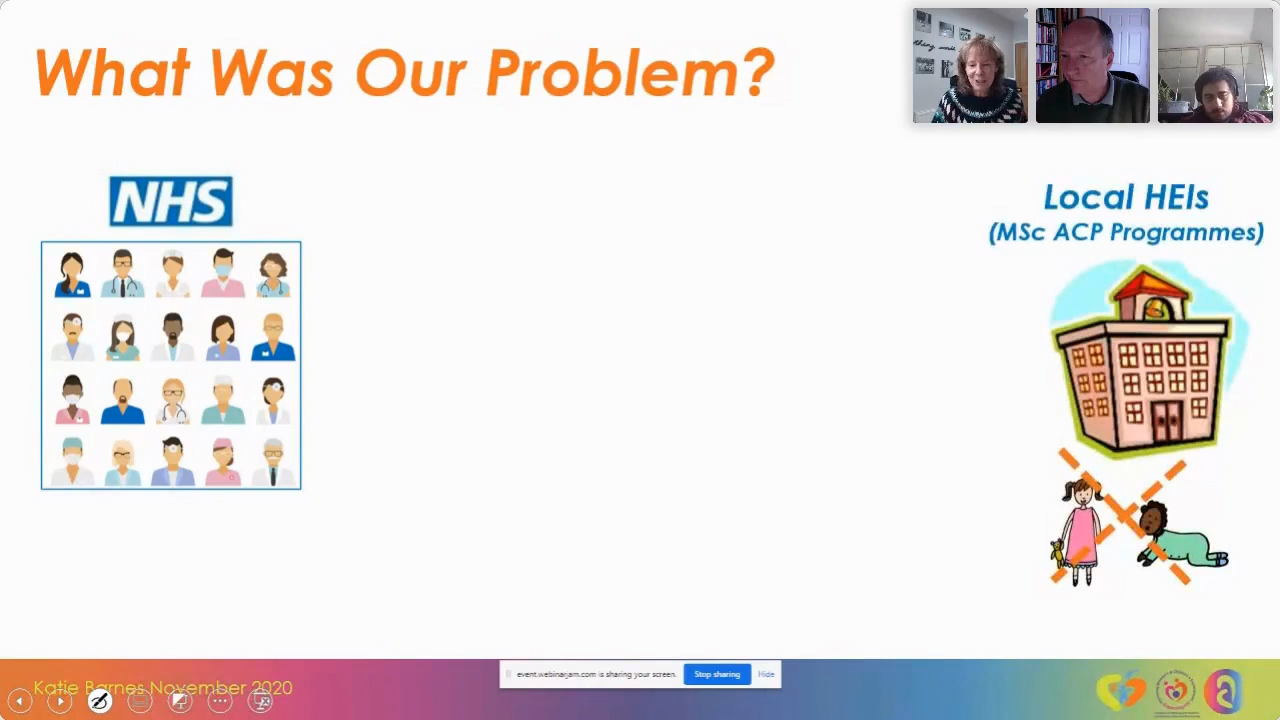 What Was Our Problem?
NHS
Local HEIs
(MSc ACP Programmes)
Katie Barnes November 2020
event.webinarjam.com is sharing your screen.
Stop sharing
Hide